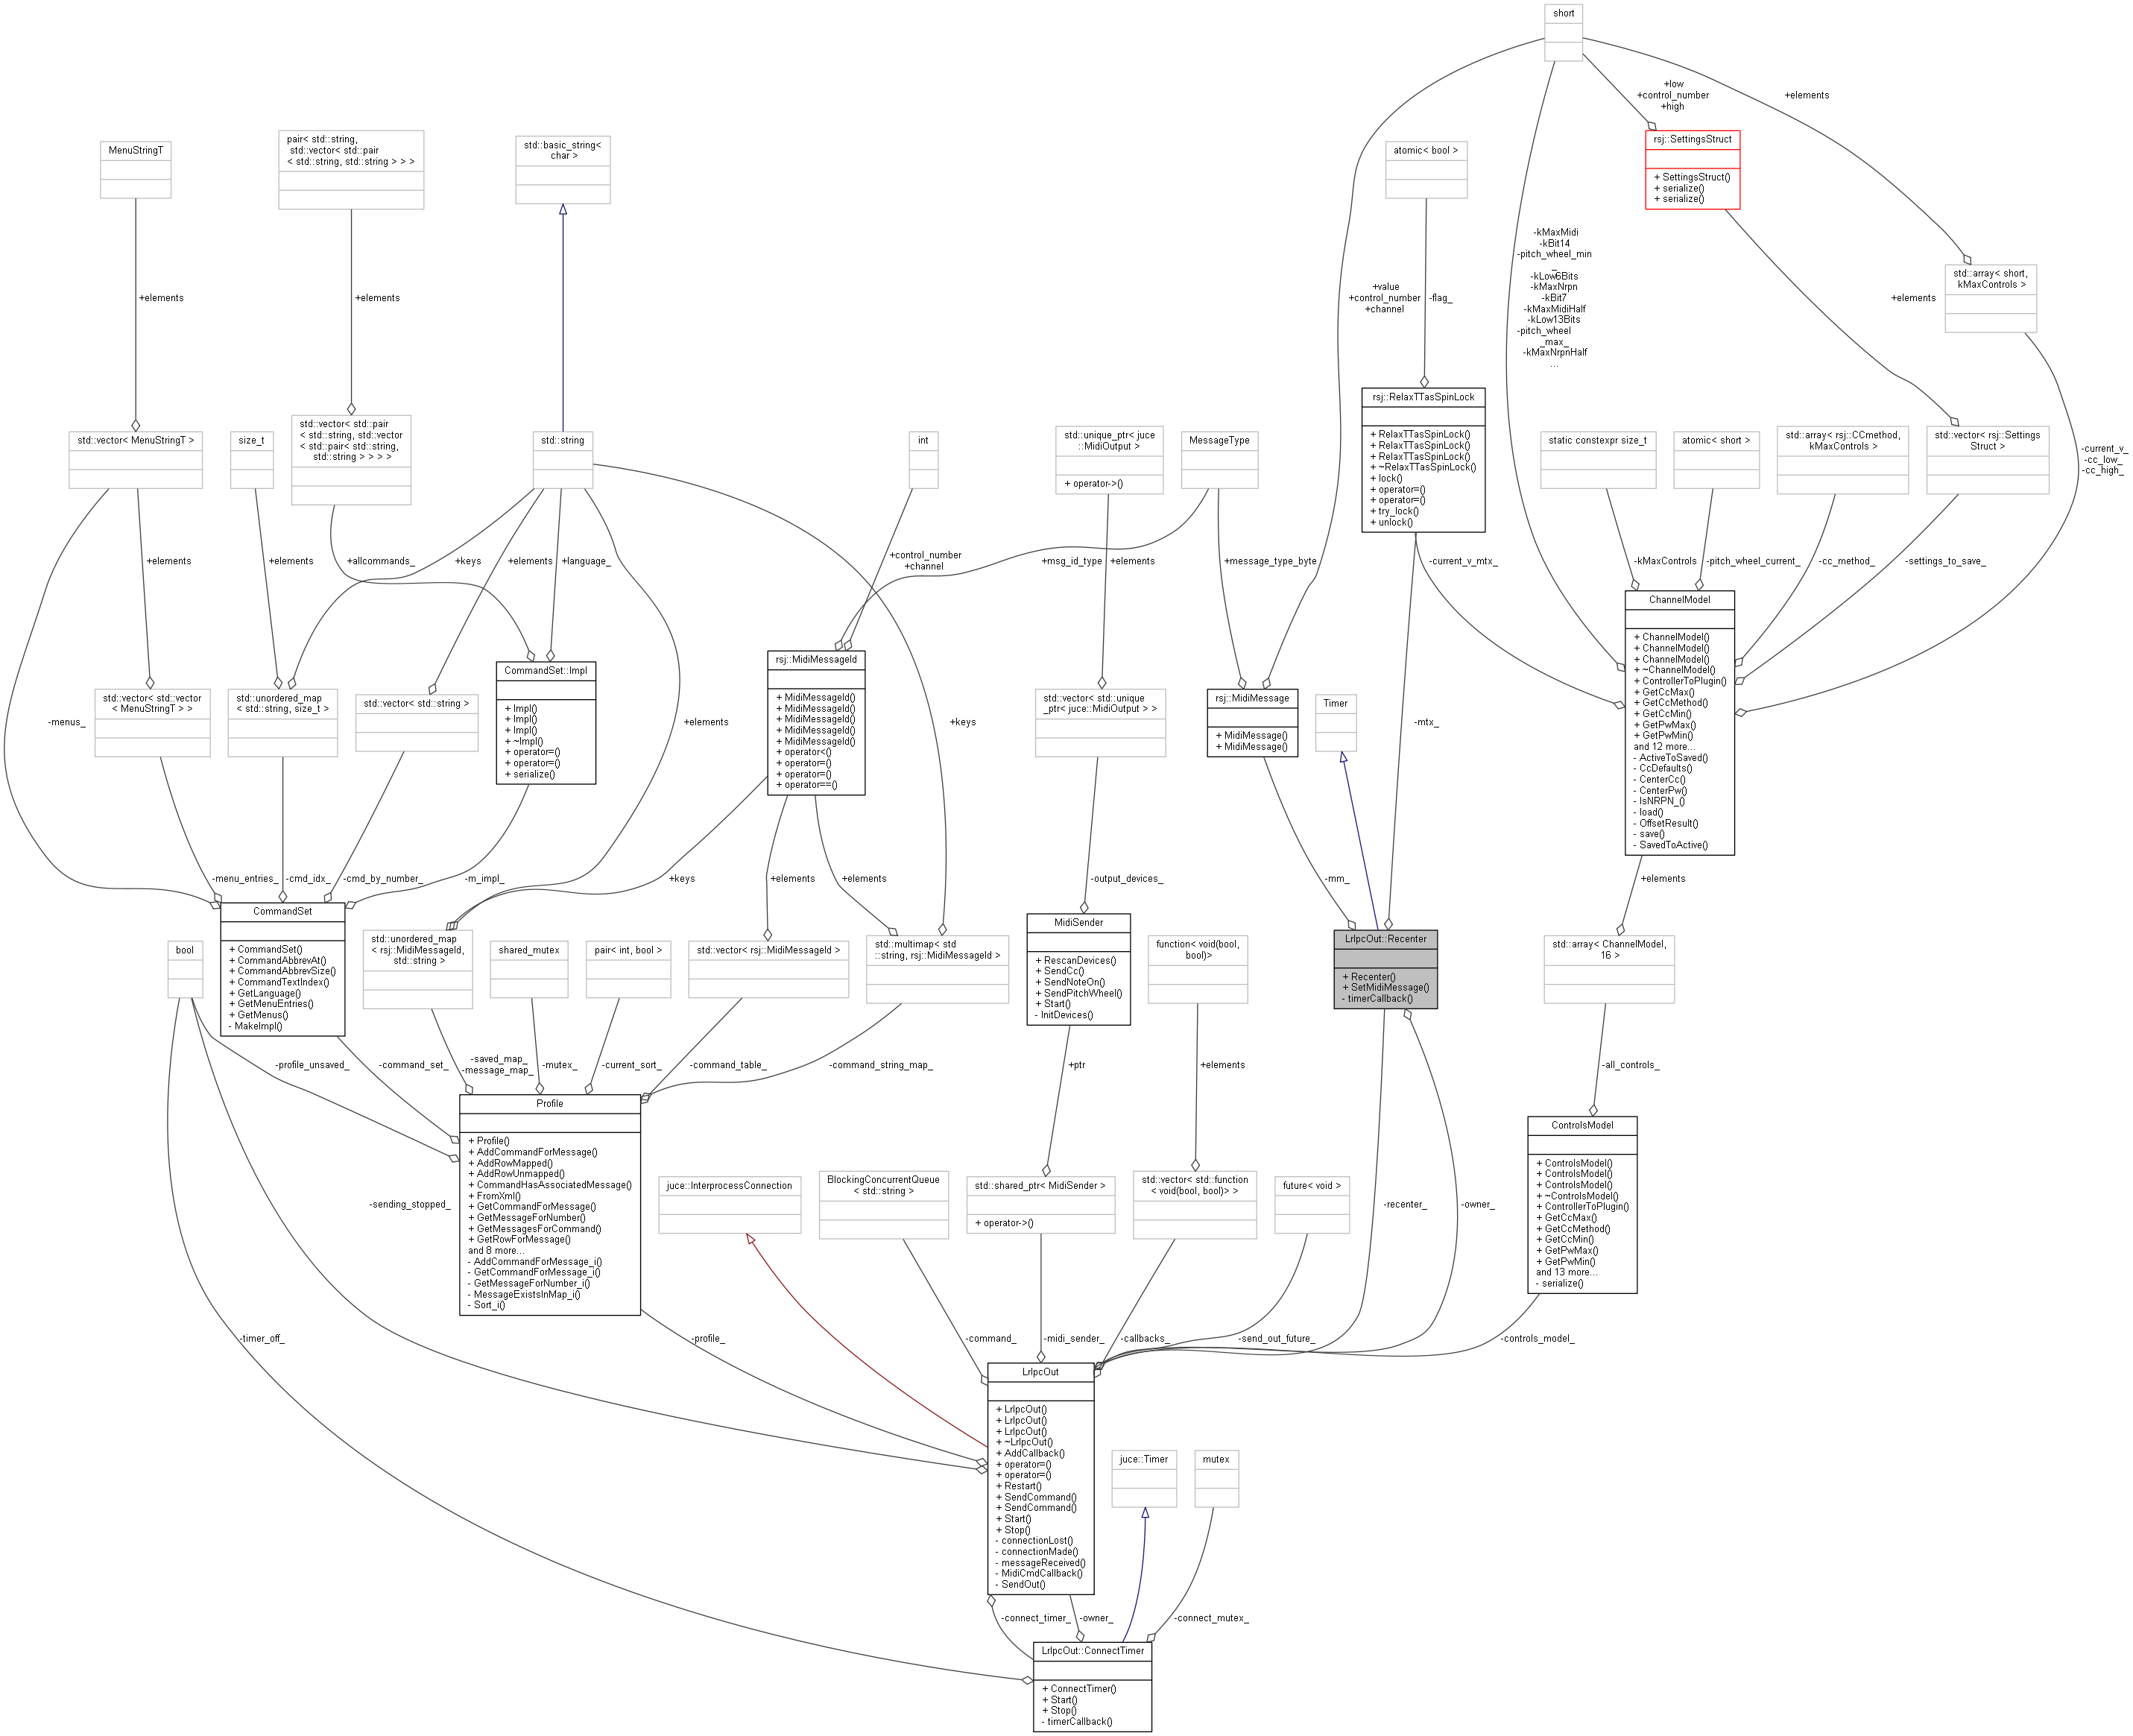 short
+low
+control_number
+high
+elements
rsj::SettingsStruct
+ SettingsStruct()
+ serialize()
+ serialize()
MenuStringT
pair< std::string,
std::vector< std::pair
< std::string, std::string > > >
std::basic_string<
char >
atomic< bool >
-kMaxMidi
-kBit14
-pitch_wheel_min
_
-kLow6Bits
-kMaxNrpn
-kBit7
-kMaxMidiHalf
-kLow13Bits
-pitch_wheel
_max_
-kMaxNrpnHalf
...
std::array< short,
kMaxControls >
+elements
+elements
+value
+control_number
+channel
-flag_
+elements
std::vector< MenuStringT >
size_t
std::vector< std::pair
< std::string, std::vector
< std::pair< std::string,
std::string > > > >
std::string
int
std::unique_ptr< juce
::MidiOutput >
+ operator->()
MessageType
rsj::RelaxTTasSpinLock
+ RelaxTTasSpinLock()
+ RelaxTTasSpinLock()
+ RelaxTTasSpinLock()
+ ~RelaxTTasSpinLock()
+ lock()
+ operator=()
+ operator=()
+ try_lock()
+ unlock()
static constexpr size_t
atomic< short >
std::array< rsj::CCmethod,
kMaxControls >
std::vector< rsj::Settings
Struct >
-current_v_
-cc_low_
-cc_high_
+elements
+elements
+allcommands_
+keys
+elements
+language_
+control_number
+channel
+msg_id_type
+elements
+message_type_byte
-current_v_mtx_
-kMaxControls
-pitch_wheel_current_
-cc_method_
-settings_to_save_
-menus_
std::vector< std::vector
< MenuStringT > >
std::unordered_map
< std::string, size_t >
std::vector< std::string >
CommandSet::Impl
+ Impl()
+ Impl()
+ Impl()
+ ~Impl()
+ operator=()
+ operator=()
+ serialize()
+elements
rsj::MidiMessageId
+ MidiMessageId()
+ MidiMessageId()
+ MidiMessageId()
+ MidiMessageId()
+ MidiMessageId()
+ operator<()
+ operator=()
+ operator=()
+ operator==()
+keys
std::vector< std::unique
_ptr< juce::MidiOutput > >
rsj::MidiMessage
+ MidiMessage()
+ MidiMessage()
Timer
-mtx_
ChannelModel
+ ChannelModel()
+ ChannelModel()
+ ChannelModel()
+ ~ChannelModel()
+ ControllerToPlugin()
+ GetCcMax()
+ GetCcMethod()
+ GetCcMin()
+ GetPwMax()
+ GetPwMin()
and 12 more...
- ActiveToSaved()
- CcDefaults()
- CenterCc()
- CenterPw()
- IsNRPN_()
- load()
- OffsetResult()
- save()
- SavedToActive()
-menu_entries_
-cmd_idx_
-cmd_by_number_
-m_impl_
+keys
+elements
+elements
-output_devices_
-mm_
+elements
CommandSet
+ CommandSet()
+ CommandAbbrevAt()
+ CommandAbbrevSize()
+ CommandTextIndex()
+ GetLanguage()
+ GetMenuEntries()
+ GetMenus()
- MakeImpl()
bool
std::unordered_map
< rsj::MidiMessageId,
std::string >
shared_mutex
pair< int, bool >
std::vector< rsj::MidiMessageId >
std::multimap< std
::string, rsj::MidiMessageId >
MidiSender
+ RescanDevices()
+ SendCc()
+ SendNoteOn()
+ SendPitchWheel()
+ Start()
- InitDevices()
function< void(bool,
bool)>
LrIpcOut::Recenter
+ Recenter()
+ SetMidiMessage()
- timerCallback()
std::array< ChannelModel,
16 >
-profile_unsaved_
-command_set_
-saved_map_
-message_map_
-mutex_
-current_sort_
-command_table_
-command_string_map_
+ptr
+elements
-all_controls_
Profile
+ Profile()
+ AddCommandForMessage()
+ AddRowMapped()
+ AddRowUnmapped()
+ CommandHasAssociatedMessage()
+ FromXml()
+ GetCommandForMessage()
+ GetMessageForNumber()
+ GetMessagesForCommand()
+ GetRowForMessage()
and 8 more...
- AddCommandForMessage_i()
- GetCommandForMessage_i()
- GetMessageForNumber_i()
- MessageExistsInMap_i()
- Sort_i()
-sending_stopped_
juce::InterprocessConnection
BlockingConcurrentQueue
< std::string >
std::shared_ptr< MidiSender >
+ operator->()
std::vector< std::function
< void(bool, bool)> >
future< void >
-recenter_
-owner_
ControlsModel
+ ControlsModel()
+ ControlsModel()
+ ControlsModel()
+ ~ControlsModel()
+ ControllerToPlugin()
+ GetCcMax()
+ GetCcMethod()
+ GetCcMin()
+ GetPwMax()
+ GetPwMin()
and 13 more...
- serialize()
-timer_off_
-profile_
-command_
-midi_sender_
-callbacks_
-send_out_future_
-controls_model_
LrIpcOut
+ LrIpcOut()
+ LrIpcOut()
+ LrIpcOut()
+ ~LrIpcOut()
+ AddCallback()
+ operator=()
+ operator=()
+ Restart()
+ SendCommand()
+ SendCommand()
+ Start()
+ Stop()
- connectionLost()
- connectionMade()
- messageReceived()
- MidiCmdCallback()
- SendOut()
juce::Timer
mutex
-connect_timer_
-owner_
-connect_mutex_
LrIpcOut::ConnectTimer
+ ConnectTimer()
+ Start()
+ Stop()
- timerCallback()